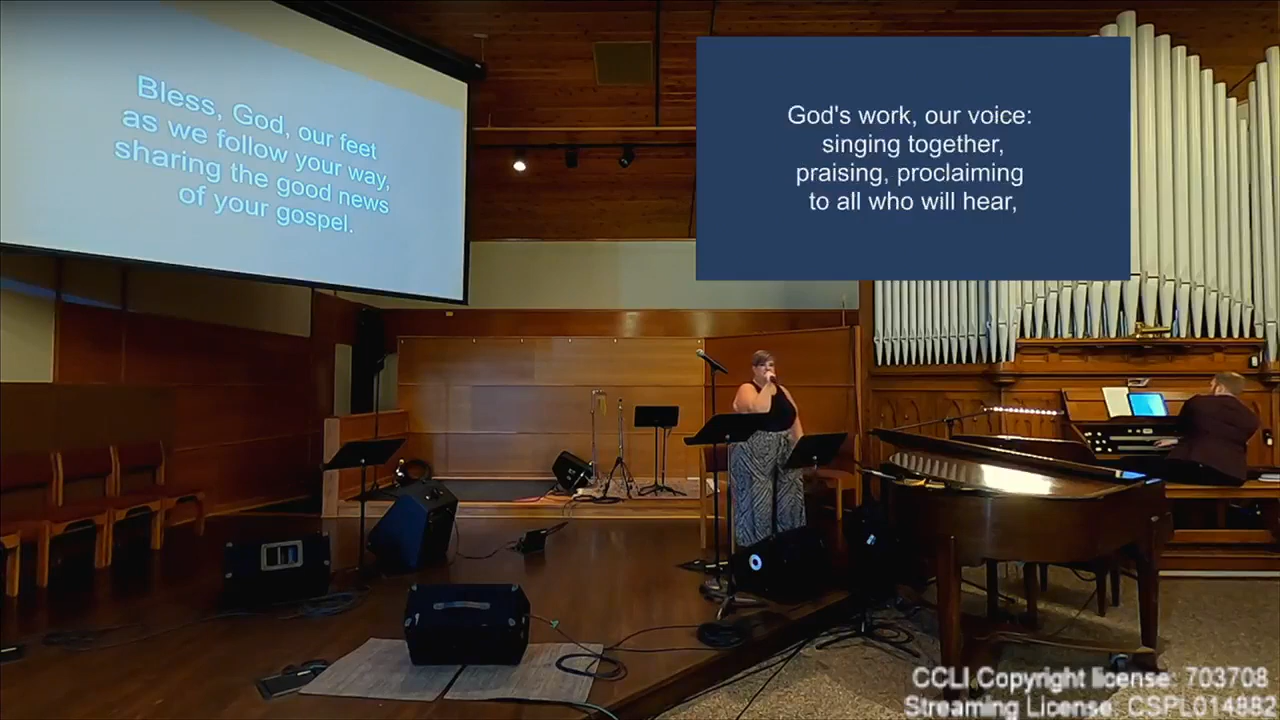 Bless, God, our feet
as we follow your way,
sharing the good news
of your gospel.
God's work, our voice:
singing together,
praising, proclaiming
to all who will hear,
CCLI Copyright license: 703708
Streaming License: CSPL014882